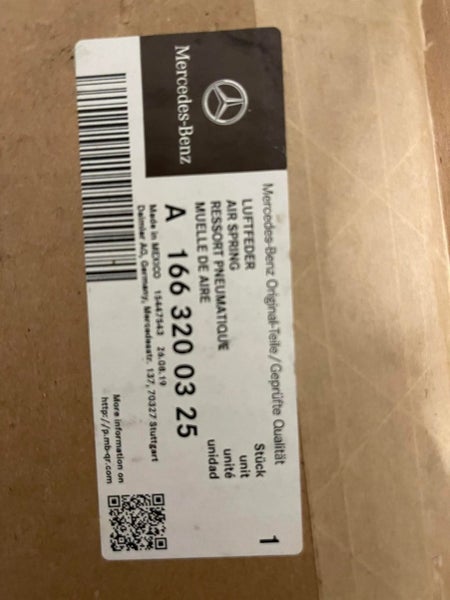 Mercedes-Benz
Mercedes-Benz Original-Teile/Geprüfte Qualität
LUFTFEDER
AIR SPRING
RESSORT PNEUMATIQUE
MUELLE DE AIRE
Stück
unit
unité
unidad
1
A 166 320 03 25
Made in MEXICO 15447543 26.08.19
Daimler AG, Germany, Mercedesstr. 137, 70327 Stuttgart
More information on
http://p.mb-qr.com